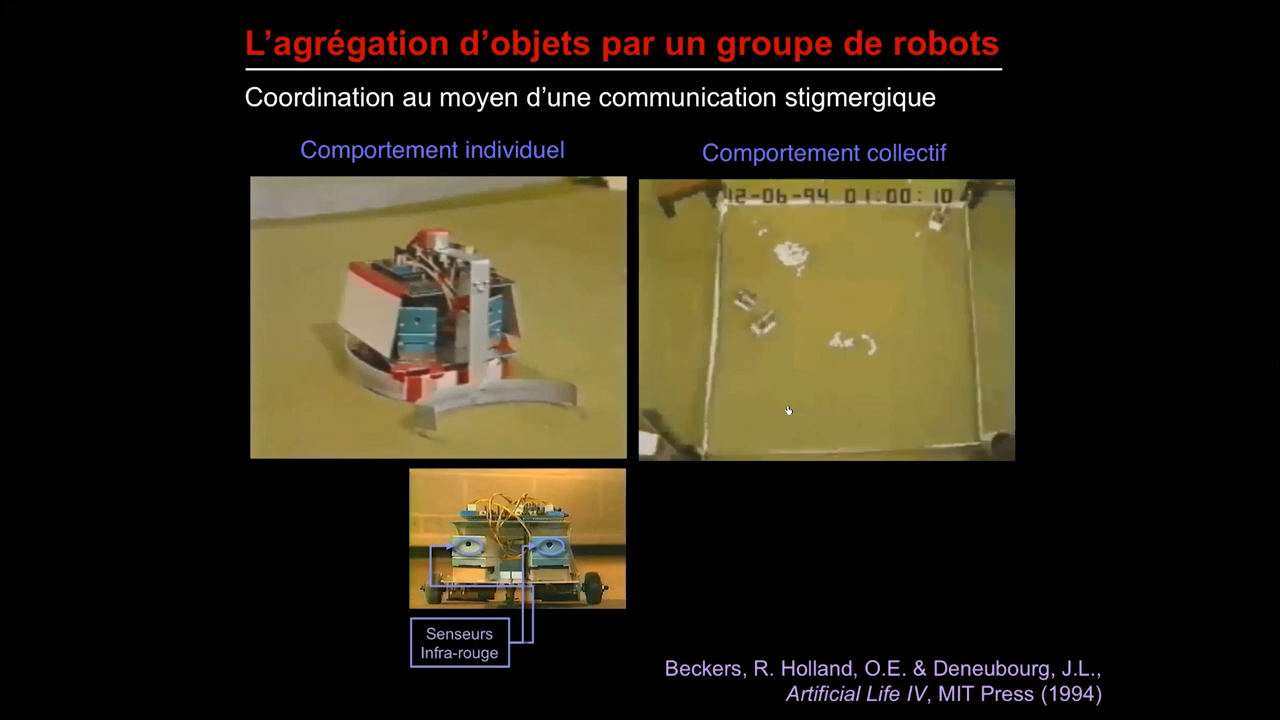 L’agrégation d’objets par un groupe de robots
Coordination au moyen d’une communication stigmergique
Comportement individuel
Comportement collectif
12-06-94 01:00:10
Senseurs
Infra-rouge
Beckers, R. Holland, O.E. & Deneubourg, J.L.,
Artificial Life IV, MIT Press (1994)